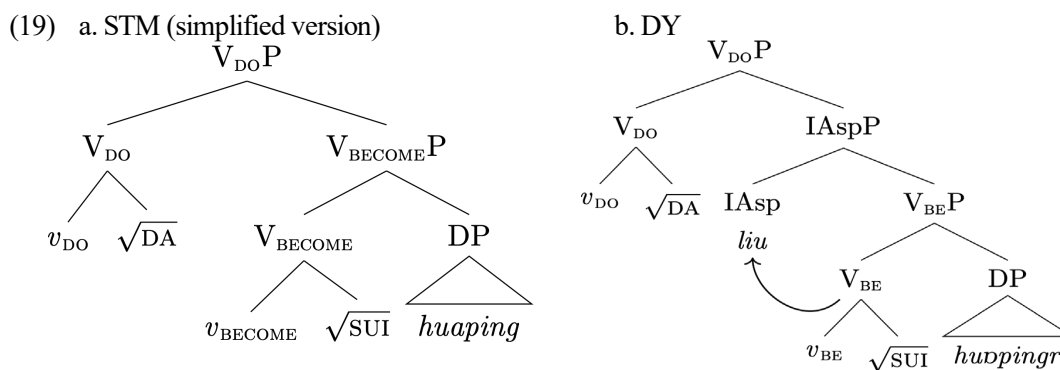 (19) a. STM (simplified version) b. DY
V_DO P V_DO P
V_DO V_BECOME P V_DO IAspP
v_DO √DA V_BECOME DP v_DO √DA IAsp V_BE P
liu
v_BECOME √SUI huaping V_BE DP
v_BE √SUI huɒpingr